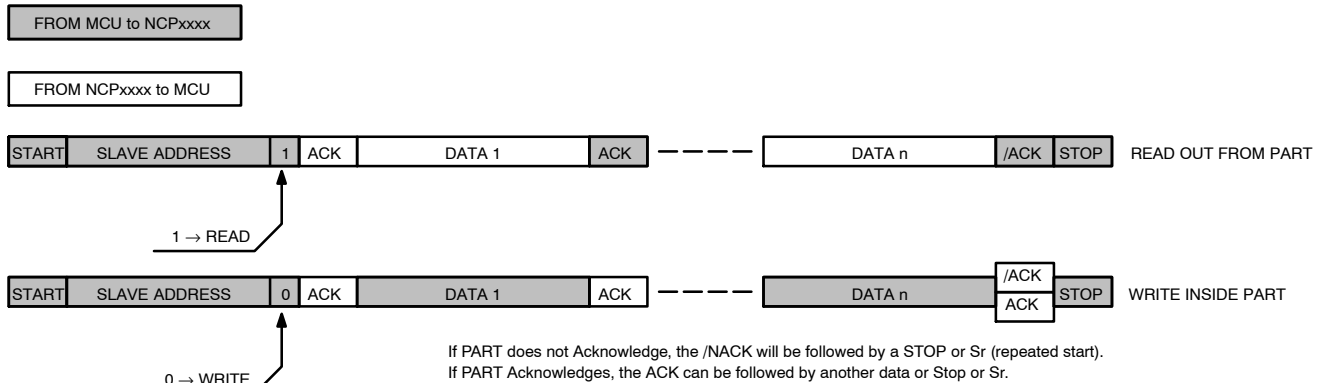 FROM MCU to NCPxxxx
FROM NCPxxxx to MCU
START SLAVE ADDRESS 1 ACK DATA 1 ACK DATA n /ACK STOP READ OUT FROM PART
1 → READ
START SLAVE ADDRESS 0 ACK DATA 1 ACK DATA n /ACK ACK STOP WRITE INSIDE PART
If PART does not Acknowledge, the /NACK will be followed by a STOP or Sr (repeated start).
If PART Acknowledges, the ACK can be followed by another data or Stop or Sr.
0 → WRITE